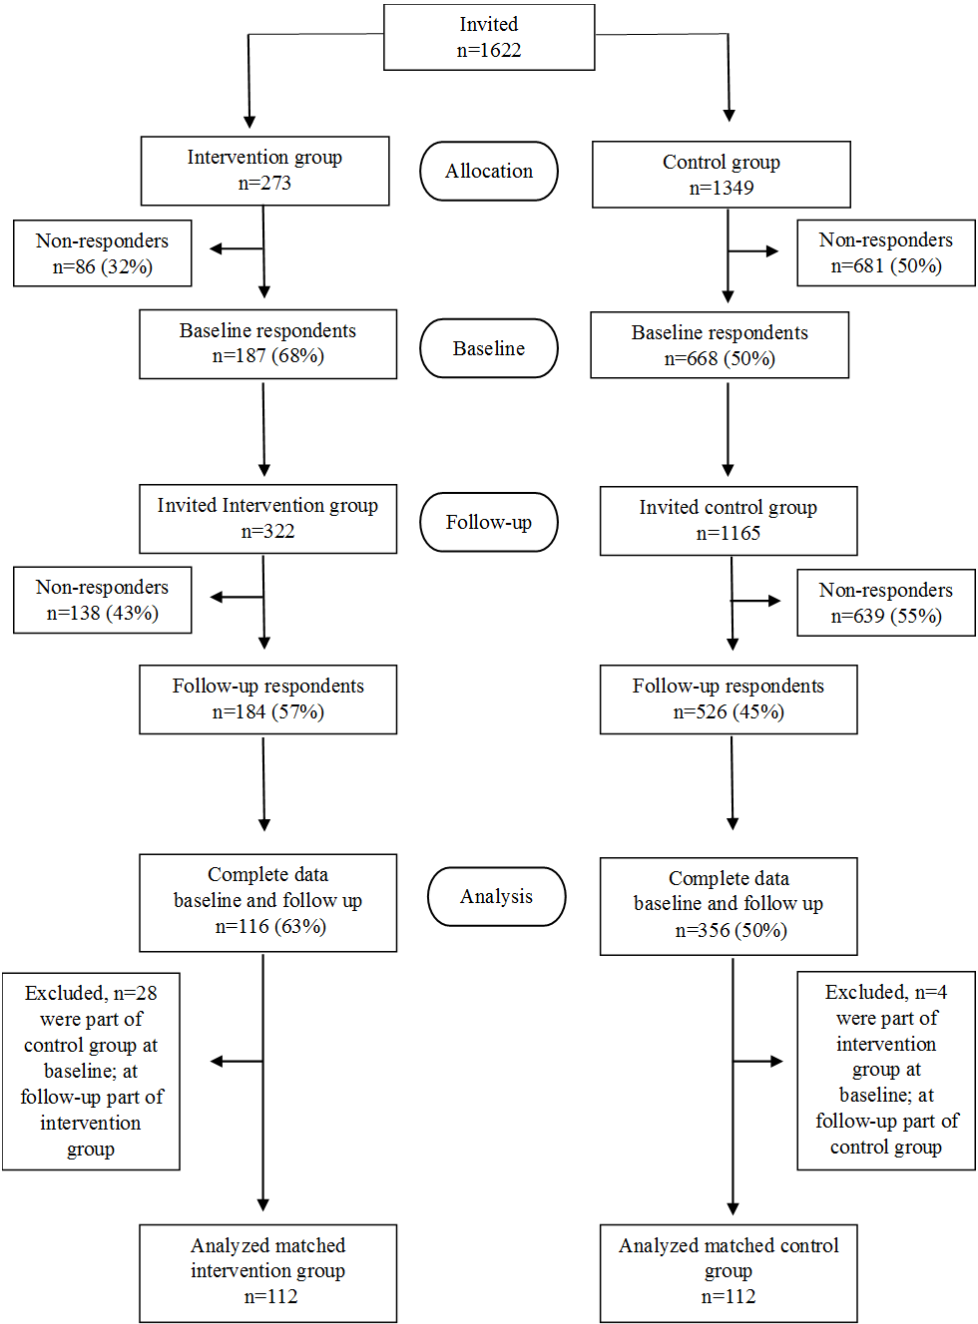 Invited
n=1622
Intervention group
n=273
Allocation
Control group
n=1349
Non-responders
n=86 (32%)
Non-responders
n=681 (50%)
Baseline respondents
n=187 (68%)
Baseline
Baseline respondents
n=668 (50%)
Invited Intervention group
n=322
Follow-up
Invited control group
n=1165
Non-responders
n=138 (43%)
Non-responders
n=639 (55%)
Follow-up respondents
n=184 (57%)
Follow-up respondents
n=526 (45%)
Complete data
baseline and follow up
n=116 (63%)
Analysis
Complete data
baseline and follow up
n=356 (50%)
Excluded, n=28
were part of
control group at
baseline; at
follow-up part of
intervention
group
Excluded, n=4
were part of
intervention
group at
baseline; at
follow-up part of
control group
Analyzed matched
intervention group
n=112
Analyzed matched control
group
n=112